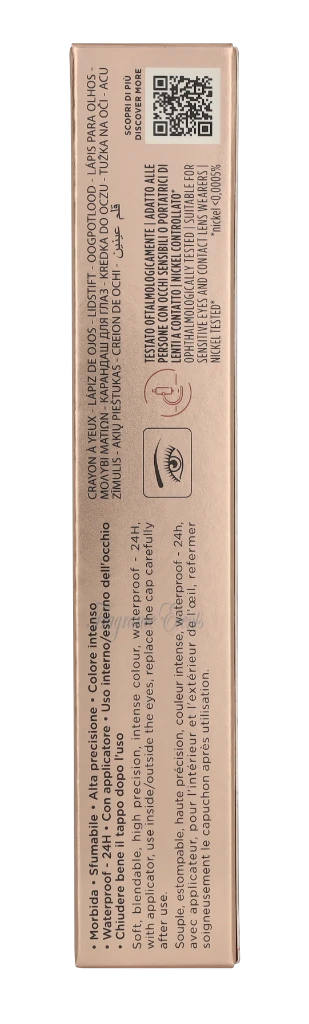 • Morbida • Sfumabile • Alta precisione • Colore intenso
• Waterproof - 24H • Con applicatore • Uso interno/esterno dell'occhio
• Chiudere bene il tappo dopo l'uso
Soft, blendable, high precision, intense colour, waterproof - 24H,
with applicator, use inside/outside the eyes, replace the cap carefully
after use.
Souple, estompable, haute précision, couleur intense, waterproof - 24h,
avec applicateur, pour l'intérieur et l'extérieur de l'œil, refermer
soigneusement le capuchon après utilisation.
CRAYON À YEUX - LÁPIZ DE OJOS - LIDSTIFT - OOGPOTLOOD - LÁPIS PARA OLHOS -
ΜΟΛΥΒΙ ΜΑΤΙΩΝ - КАРАНДАШ ДЛЯ ГЛАЗ - KREDKA DO OCZU - TUŽKA NA OČI - ACU
ZĪMULIS - AKIŲ PIEŠTUKAS - CREION DE OCHI - قلم عينين
TESTATO OFTALMOLOGICAMENTE | ADATTO ALLE
PERSONE CON OCCHI SENSIBILI O PORTATRICI DI
LENTI A CONTATTO | NICKEL CONTROLLATO*
OPHTHALMOLOGICALLY TESTED | SUITABLE FOR
SENSITIVE EYES AND CONTACT LENS WEARERS |
NICKEL TESTED*
*nickel <0,0005%
SCOPRI DI PIÙ
DISCOVER MORE